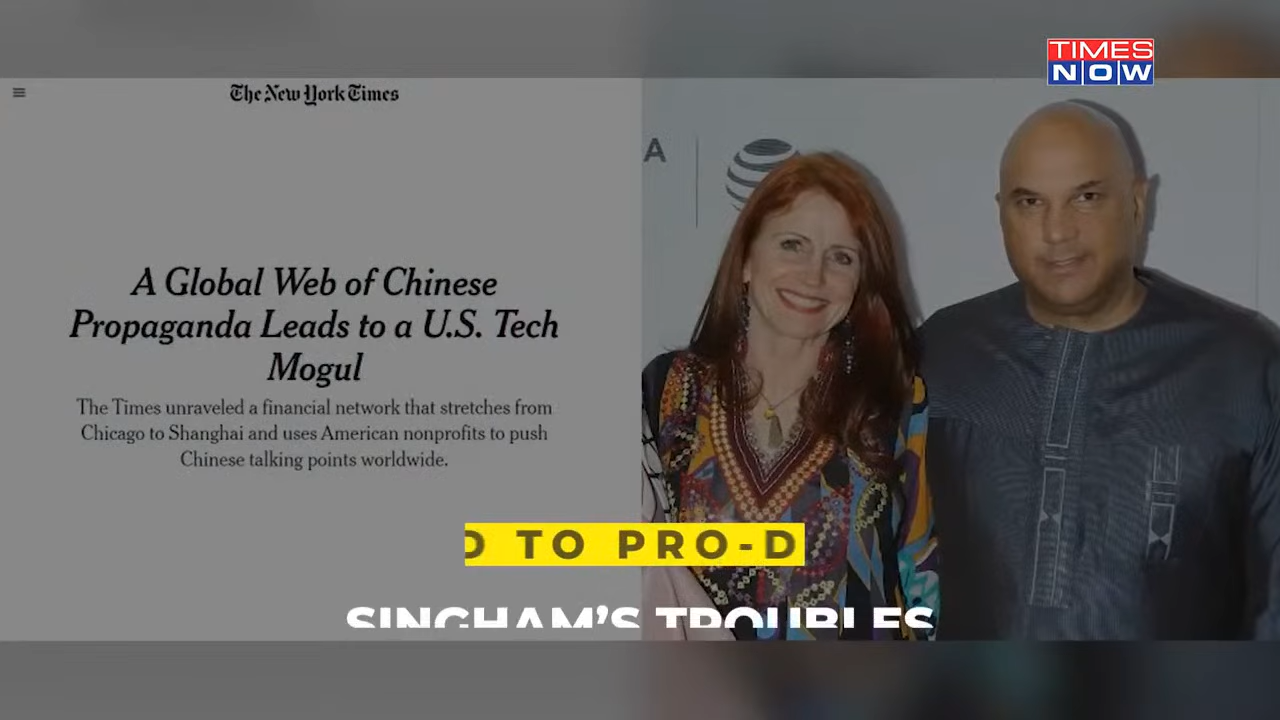 TIMES
NOW
The New York Times
A
A Global Web of Chinese
Propaganda Leads to a U.S. Tech
Mogul
The Times unraveled a financial network that stretches from
Chicago to Shanghai and uses American nonprofits to push
Chinese talking points worldwide.
D TO PRO-D
SINGHAM'S TROUBLES